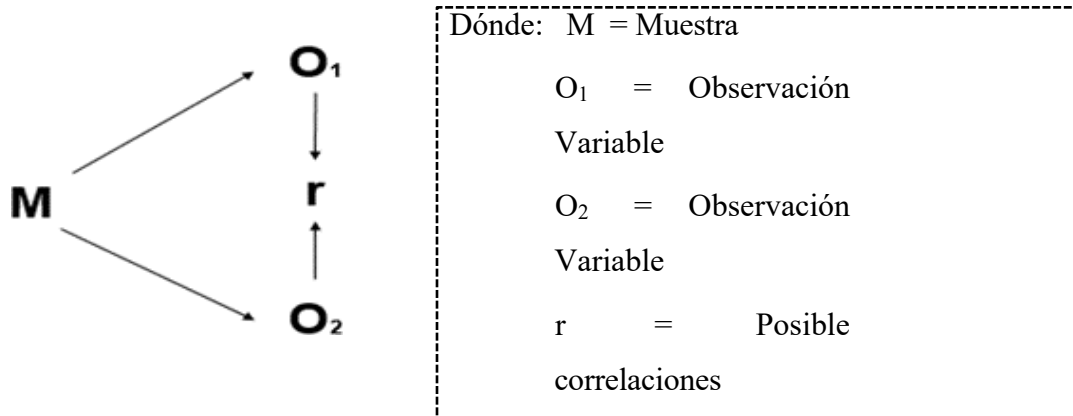 O₁
M
r
O₂
Dónde: M = Muestra
O₁ = Observación
Variable
O₂ = Observación
Variable
r = Posible
correlaciones